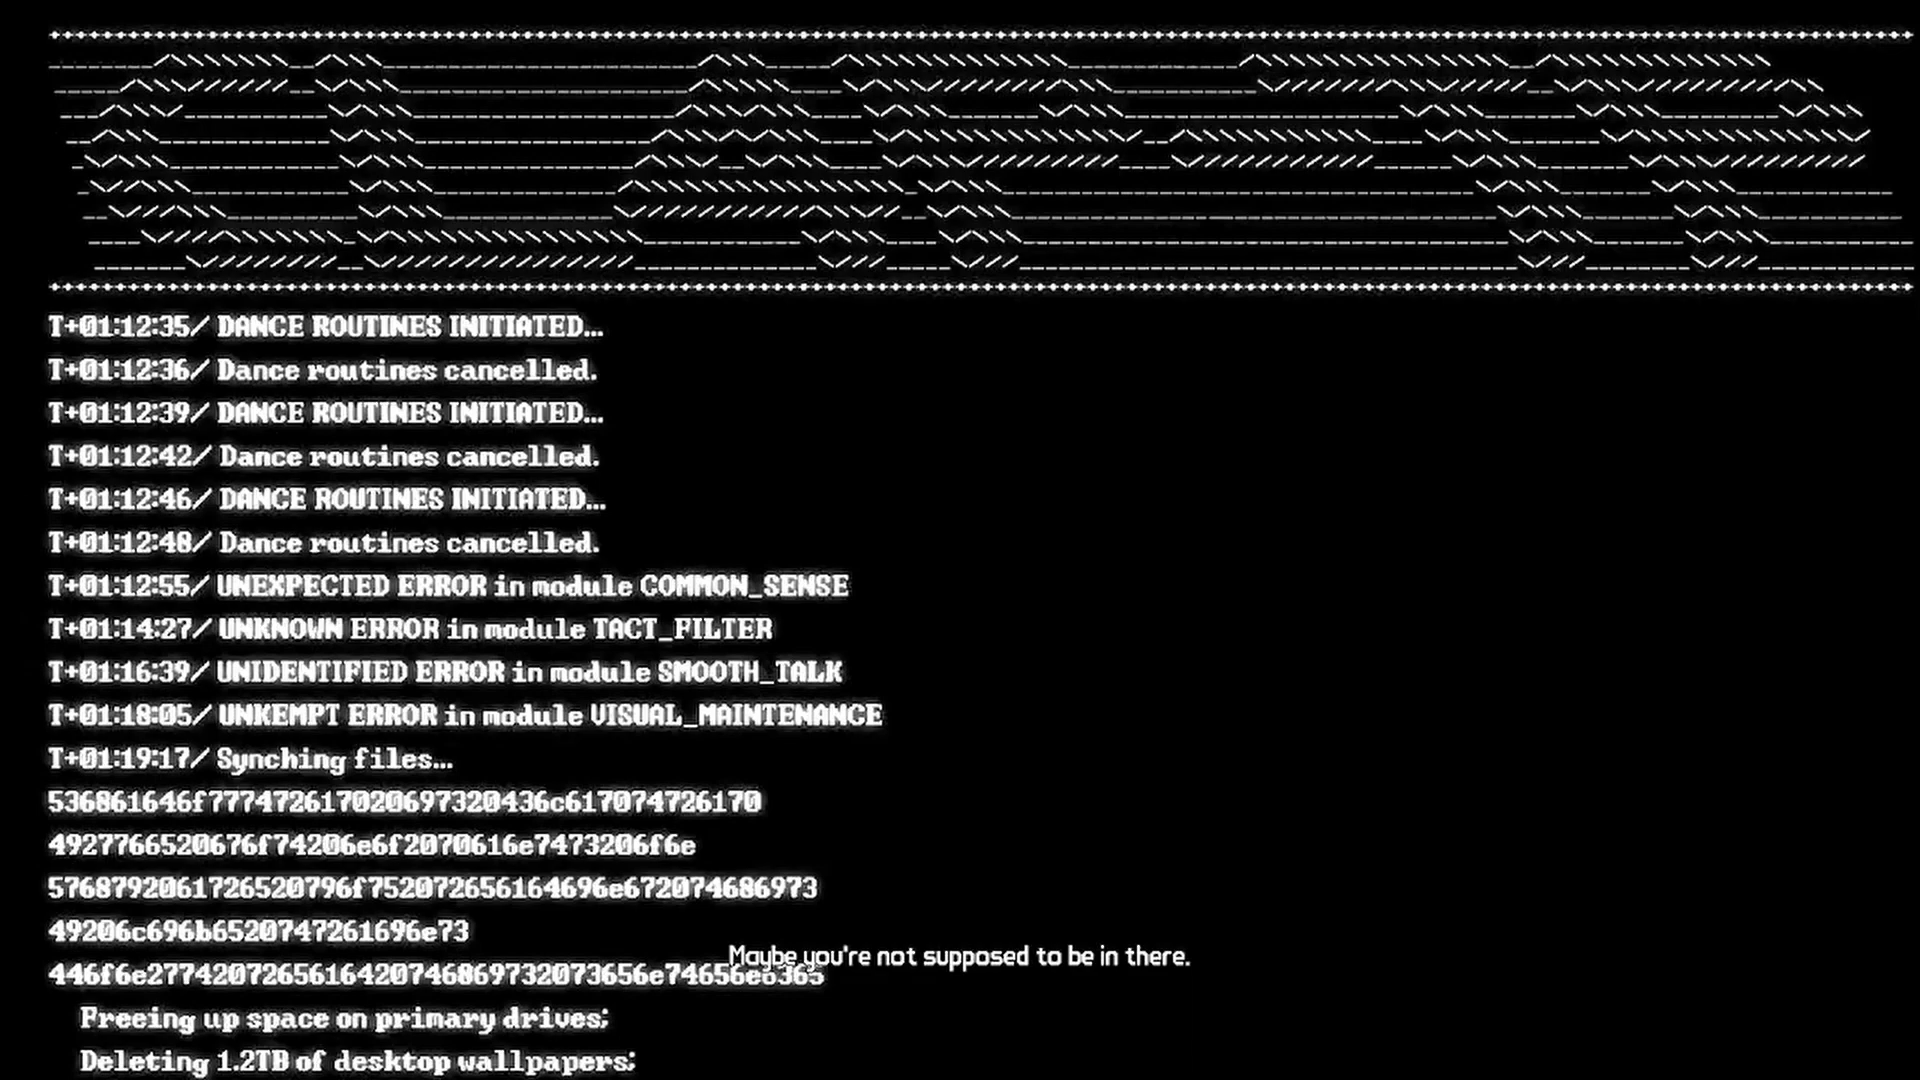 CL4P-TP
T+01:12:35/ DANCE ROUTINES INITIATED...
T+01:12:36/ Dance routines cancelled.
T+01:12:39/ DANCE ROUTINES INITIATED...
T+01:12:42/ Dance routines cancelled.
T+01:12:46/ DANCE ROUTINES INITIATED...
T+01:12:48/ Dance routines cancelled.
T+01:12:55/ UNEXPECTED ERROR in module COMMON_SENSE
T+01:14:27/ UNKNOWN ERROR in module TACT_FILTER
T+01:16:39/ UNIDENTIFIED ERROR in module SMOOTH_TALK
T+01:18:05/ UNKEMPT ERROR in module VISUAL_MAINTENANCE
T+01:19:17/ Synching files...
536861646f777472617020697320436c617074726170
4927766520676f74206e6f2070616e7473206f6e
5768792061726520796f752072656164696e672074686973
49206c696b6520747261696e73
Maybe you're not supposed to be in there.
446f6e2774207265616420746869732073656e74656e6365
Freeing up space on primary drives;
Deleting 1.2TB of desktop wallpapers;